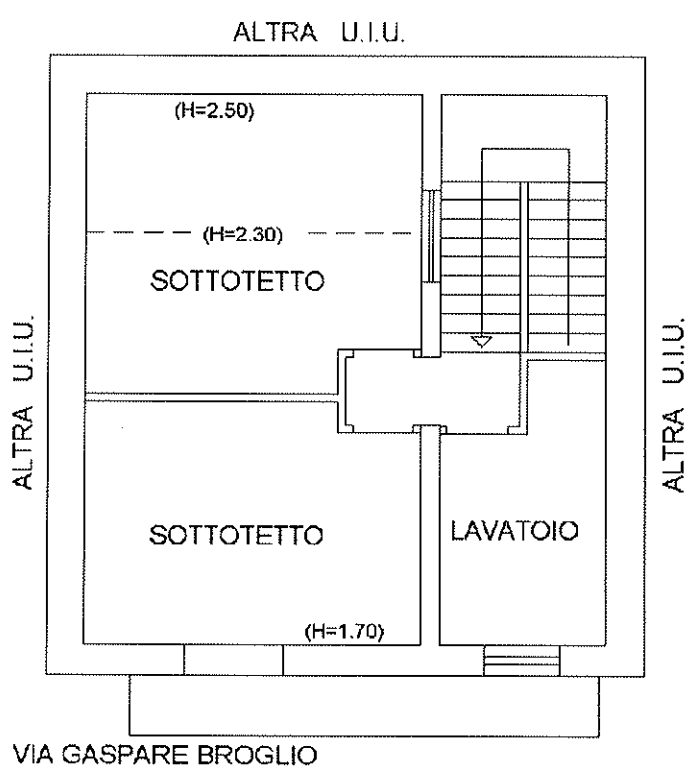 ALTRA U.I.U.
(H=2.50)
(H=2.30)
SOTTOTETTO
ALTRA U.I.U.
ALTRA U.I.U.
SOTTOTETTO
LAVATOIO
(H=1.70)
VIA GASPARE BROGLIO